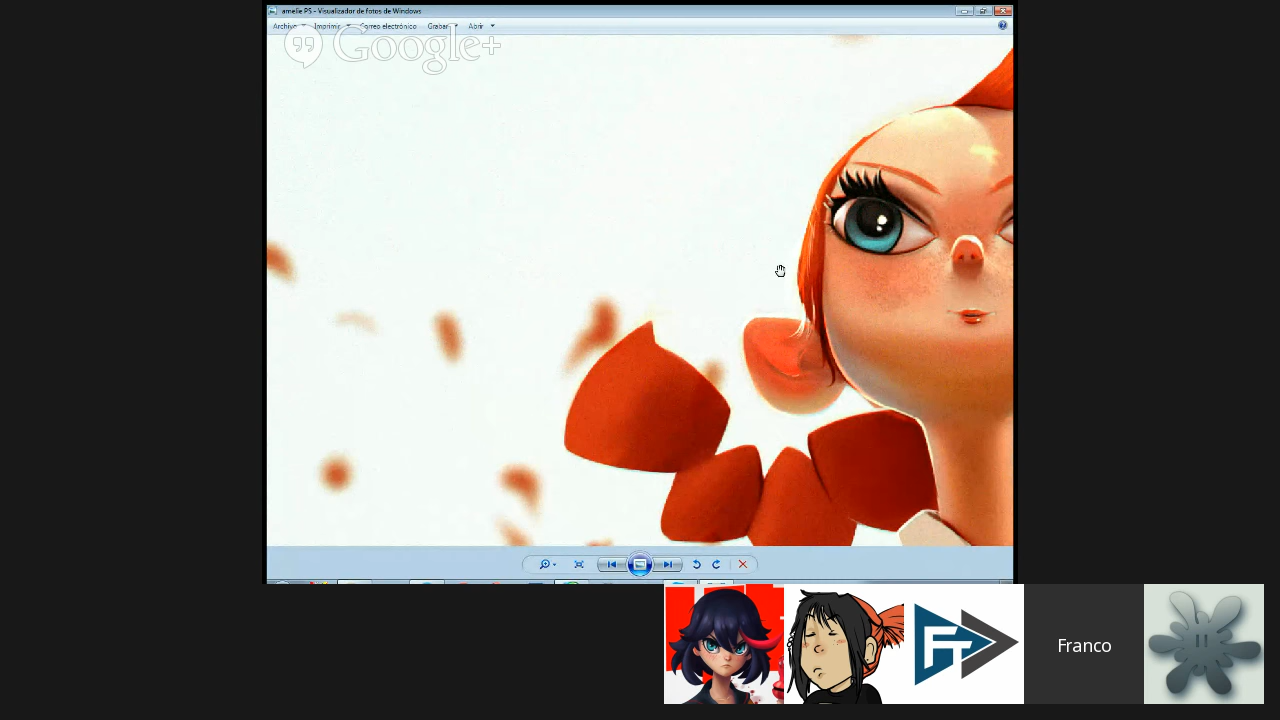 amelie PS - Visualizador de fotos de Windows
Archivo Imprimir Correo electrónico Grabar Abrir
Google+
Franco